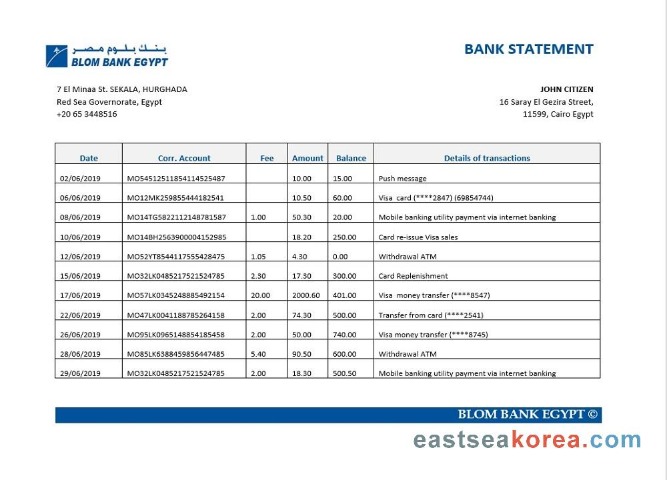 بنك بلوم مصر
BLOM BANK EGYPT
BANK STATEMENT
7 El Minaa St. SEKALA, HURGHADA
Red Sea Governorate, Egypt
+20 65 3448516
JOHN CITIZEN
16 Saray El Gezira Street,
11599, Cairo Egypt
Date Corr. Account Fee Amount Balance Details of transactions
02/06/2019 MO54512511854114525487 10.00 15.00 Push message
06/06/2019 MO12MK259855444182541 10.50 60.00 Visa card (****2847) (69854744)
08/06/2019 MO14TG5822112148781587 1.00 50.30 20.00 Mobile banking utility payment via internet banking
10/06/2019 MO14BH2563900004152985 18.20 250.00 Card re-issue Visa sales
12/06/2019 MO52YT8544117555428475 1.05 4.30 0.00 Withdrawal ATM
15/06/2019 MO32LK0485217521524785 2.30 17.30 300.00 Card Replenishment
17/06/2019 MO57LK0345248885492154 20.00 2000.60 401.00 Visa money transfer (****8547)
22/06/2019 MO47LK0041188785264158 2.00 74.30 500.00 Transfer from card (****2541)
26/06/2019 MO95LK0965148854185458 2.00 50.00 740.00 Visa money transfer (****8745)
28/06/2019 MO85LK6388459856447485 5.40 90.50 600.00 Withdrawal ATM
29/06/2019 MO32LK0485217521524785 2.00 18.30 500.50 Mobile banking utility payment via internet banking
BLOM BANK EGYPT ©
eastseakorea.com